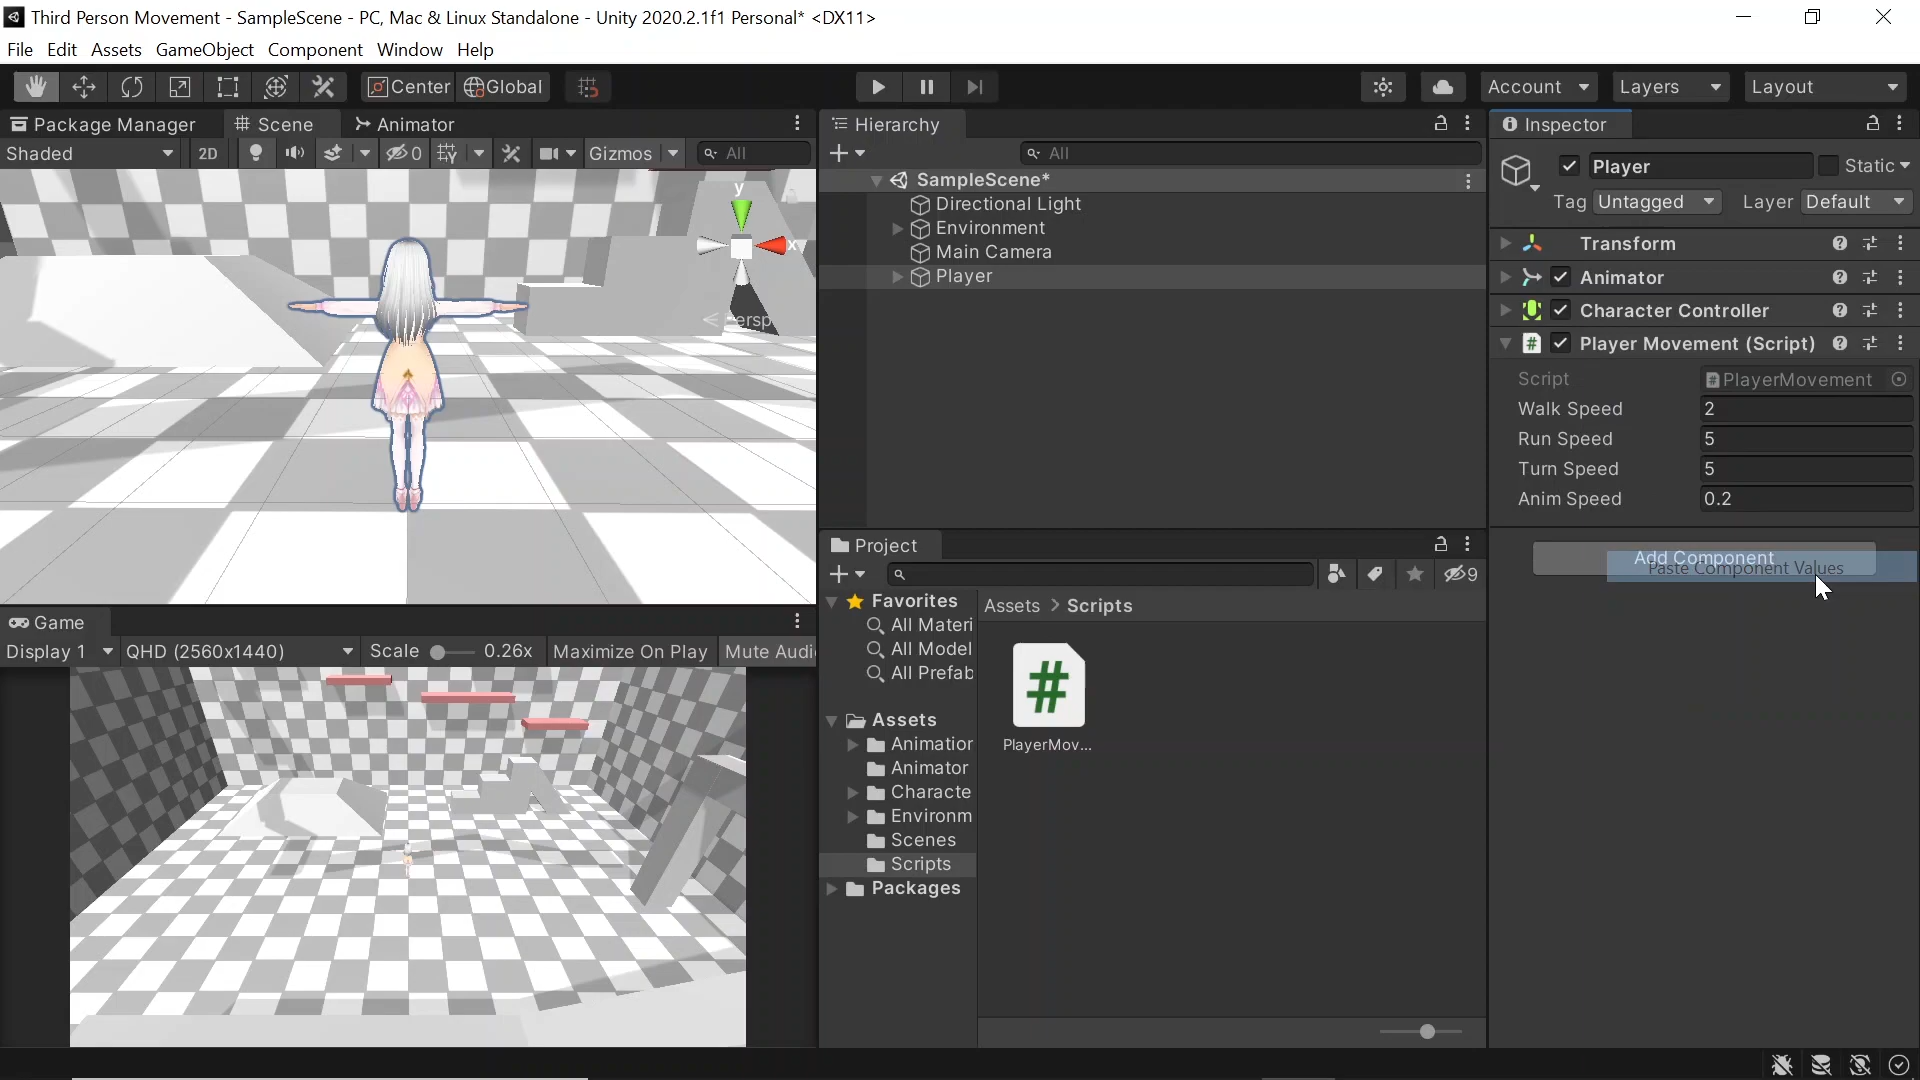 Third Person Movement - SampleScene - PC, Mac & Linux Standalone - Unity 2020.2.1f1 Personal* <DX11>
File Edit Assets GameObject Component Window Help
Center Global Account Layers Layout
Package Manager Scene Animator
Shaded 2D 0 Gizmos All
y
x
Persp
Game
Display 1 QHD (2560x1440) Scale 0.26x Maximize On Play Mute Audi
Hierarchy
All
SampleScene*
Directional Light
Environment
Main Camera
Player
Project
9
Favorites
All Materi
All Model
All Prefab
Assets
Animation
Animator
Characte
Environm
Scenes
Scripts
Packages
Assets > Scripts
PlayerMov...
Inspector
Player Static
Tag Untagged Layer Default
Transform
Animator
Character Controller
Player Movement (Script)
Script PlayerMovement
Walk Speed 2
Run Speed 5
Turn Speed 5
Anim Speed 0.2
Add Component
Paste Component Values